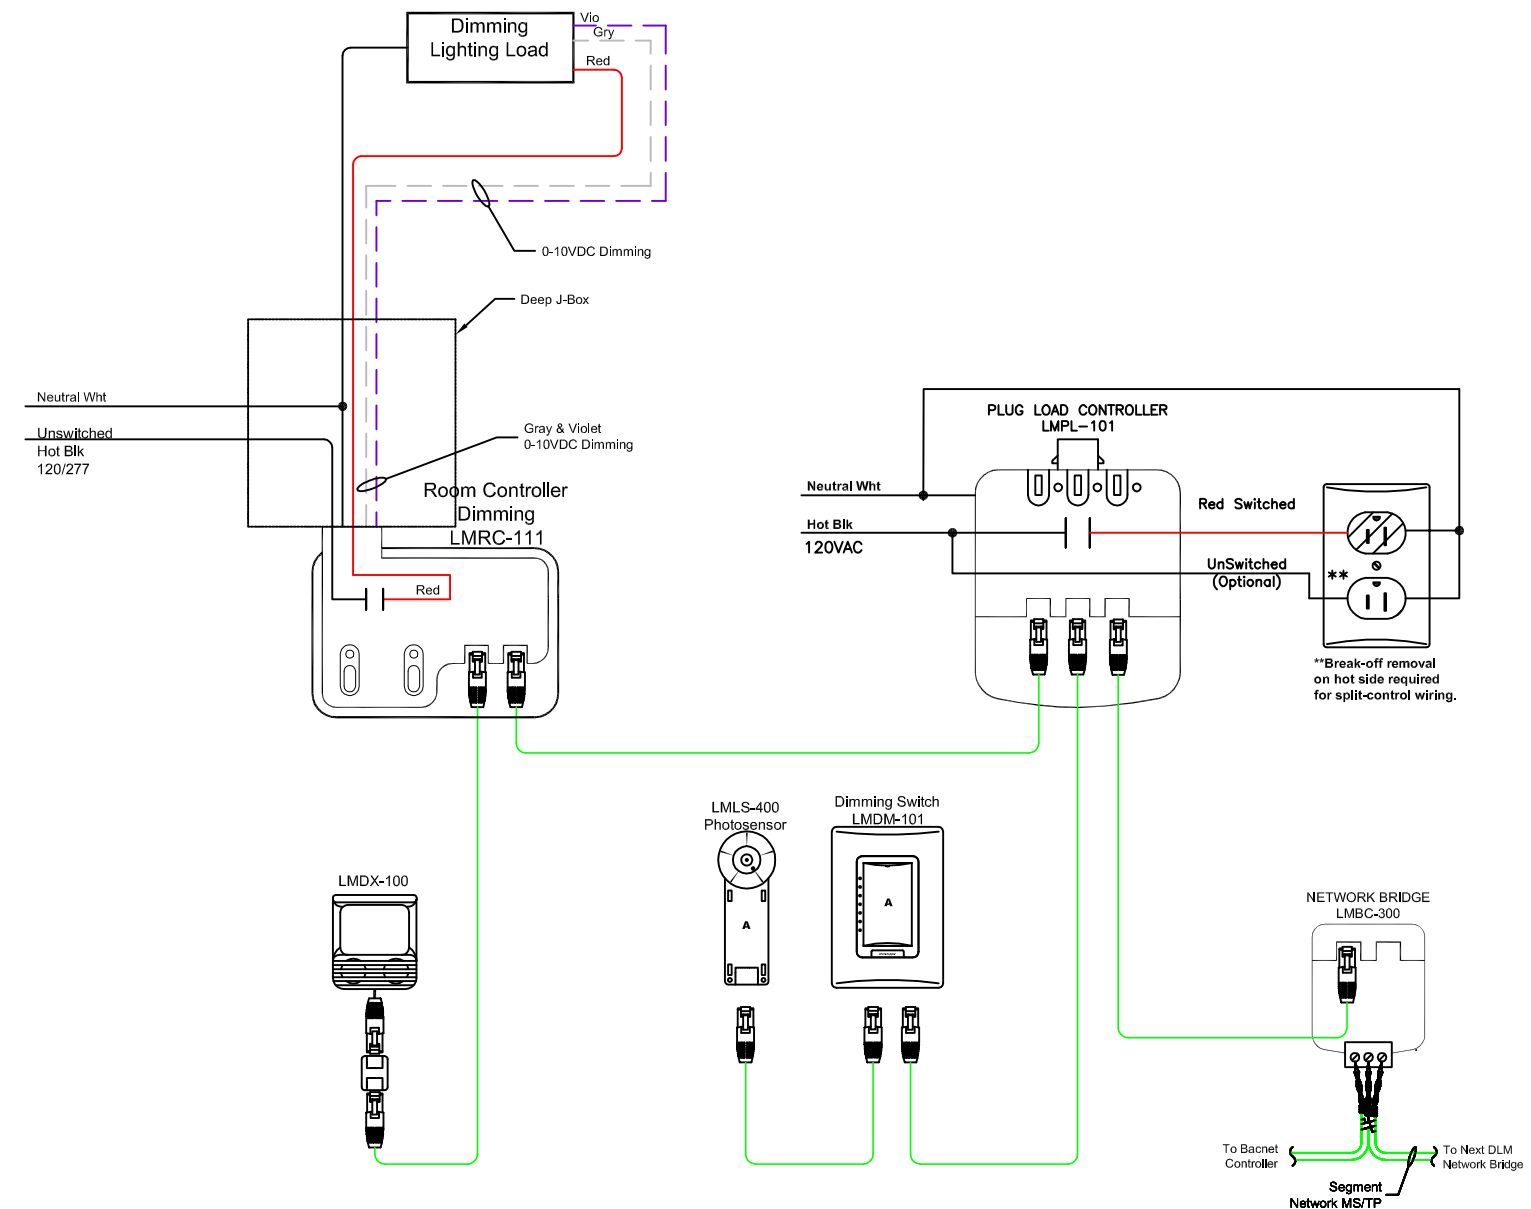 Dimming
Lighting Load
Vio
Gry
Red
0-10VDC Dimming
Deep J-Box
Neutral Wht
Unswitched
Hot Blk
120/277
Gray & Violet
0-10VDC Dimming
Room Controller
Dimming
LMRC-111
Red
PLUG LOAD CONTROLLER
LMPL-101
Neutral Wht
Hot Blk
120VAC
Red Switched
UnSwitched
(Optional)
**
**Break-off removal
on hot side required
for split-control wiring.
LMDX-100
LMLS-400
Photosensor
A
Dimming Switch
LMDM-101
A
NETWORK BRIDGE
LMBC-300
To Bacnet
Controller
To Next DLM
Network Bridge
Segment
Network MS/TP